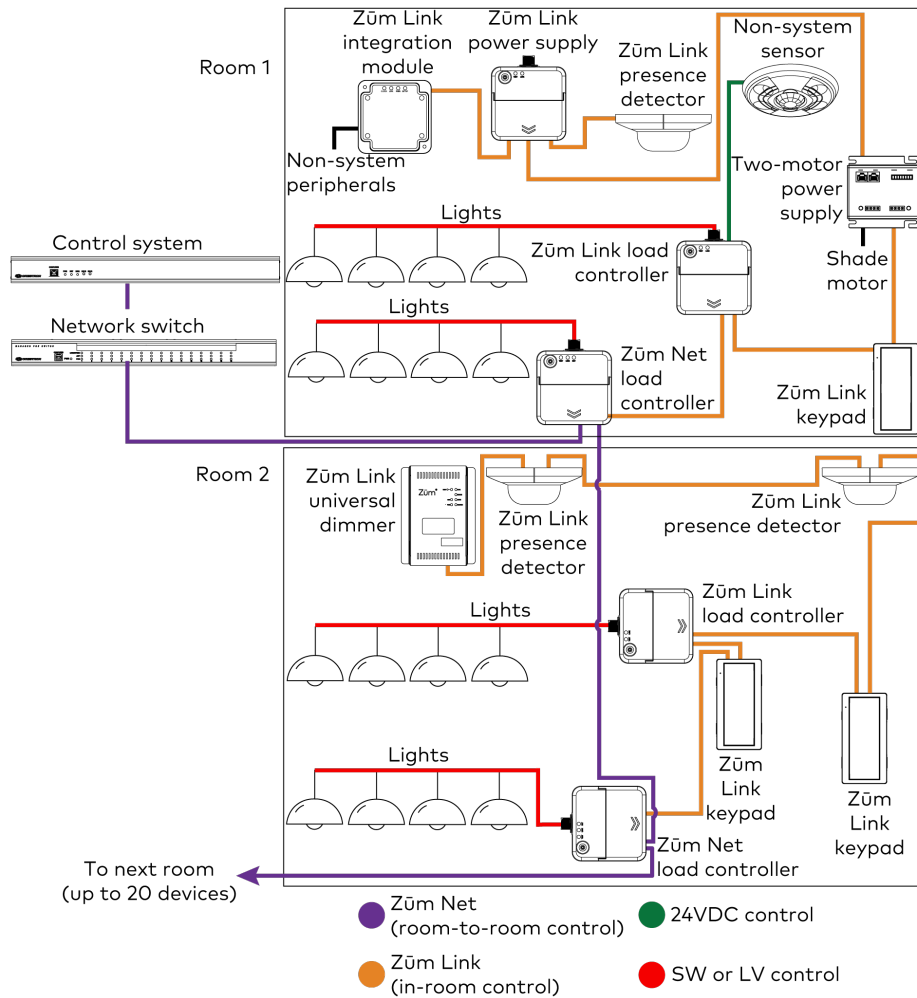 Room 1
Zūm Link
integration
module
Zūm Link
power supply
Zūm Link
presence
detector
Non-system
sensor
Non-system
peripherals
Two-motor
power
supply
Lights
Zūm Link load
controller
Shade
motor
Control system
Lights
Network switch
Zūm Net
load
controller
Zūm Link
keypad
Room 2
Zūm Link
universal
dimmer
Zūm
Zūm Link
presence
detector
Zūm Link
presence detector
Zūm Link
load controller
Lights
Lights
Zūm
Link
keypad
Zūm
Link
keypad
Zūm Net
load controller
To next room
(up to 20 devices)
Zūm Net
(room-to-room control)
24VDC control
Zūm Link
(in-room control)
SW or LV control